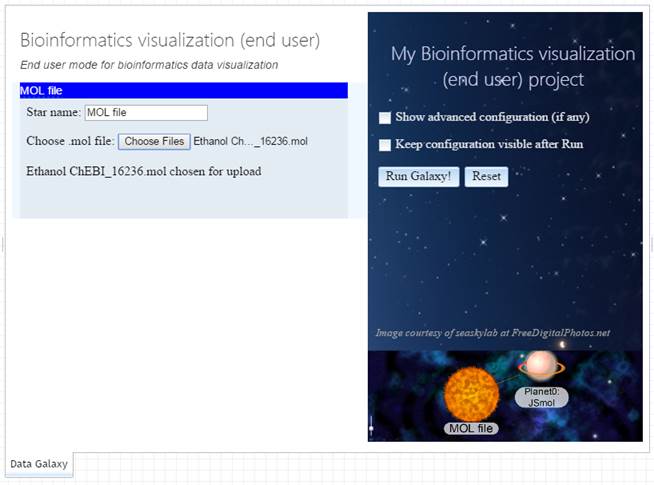 Bioinformatics visualization (end user)
End user mode for bioinformatics data visualization
MOL file
Star name: MOL file
Choose .mol file: Choose Files Ethanol Ch..._16236.mol
Ethanol ChEBI_16236.mol chosen for upload
My Bioinformatics visualization
(end user) project
Show advanced configuration (if any)
Keep configuration visible after Run
Run Galaxy! Reset
Image courtesy of seaskylab at FreeDigitalPhotos.net
Planet0:
JSmol
MOL file
Data Galaxy